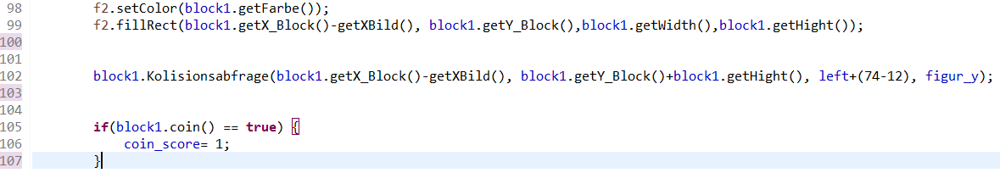 98 f2.setColor(block1.getFarbe());
99 f2.fillRect(block1.getX_Block()-getXBild(), block1.getY_Block(),block1.getWidth(),block1.getHight());
100
101
102 block1.Kolisionsabfrage(block1.getX_Block()-getXBild(), block1.getY_Block()+block1.getHight(), left+(74-12), figur_y);
103
104
105 if(block1.coin() == true) {
106 coin_score= 1;
107 }